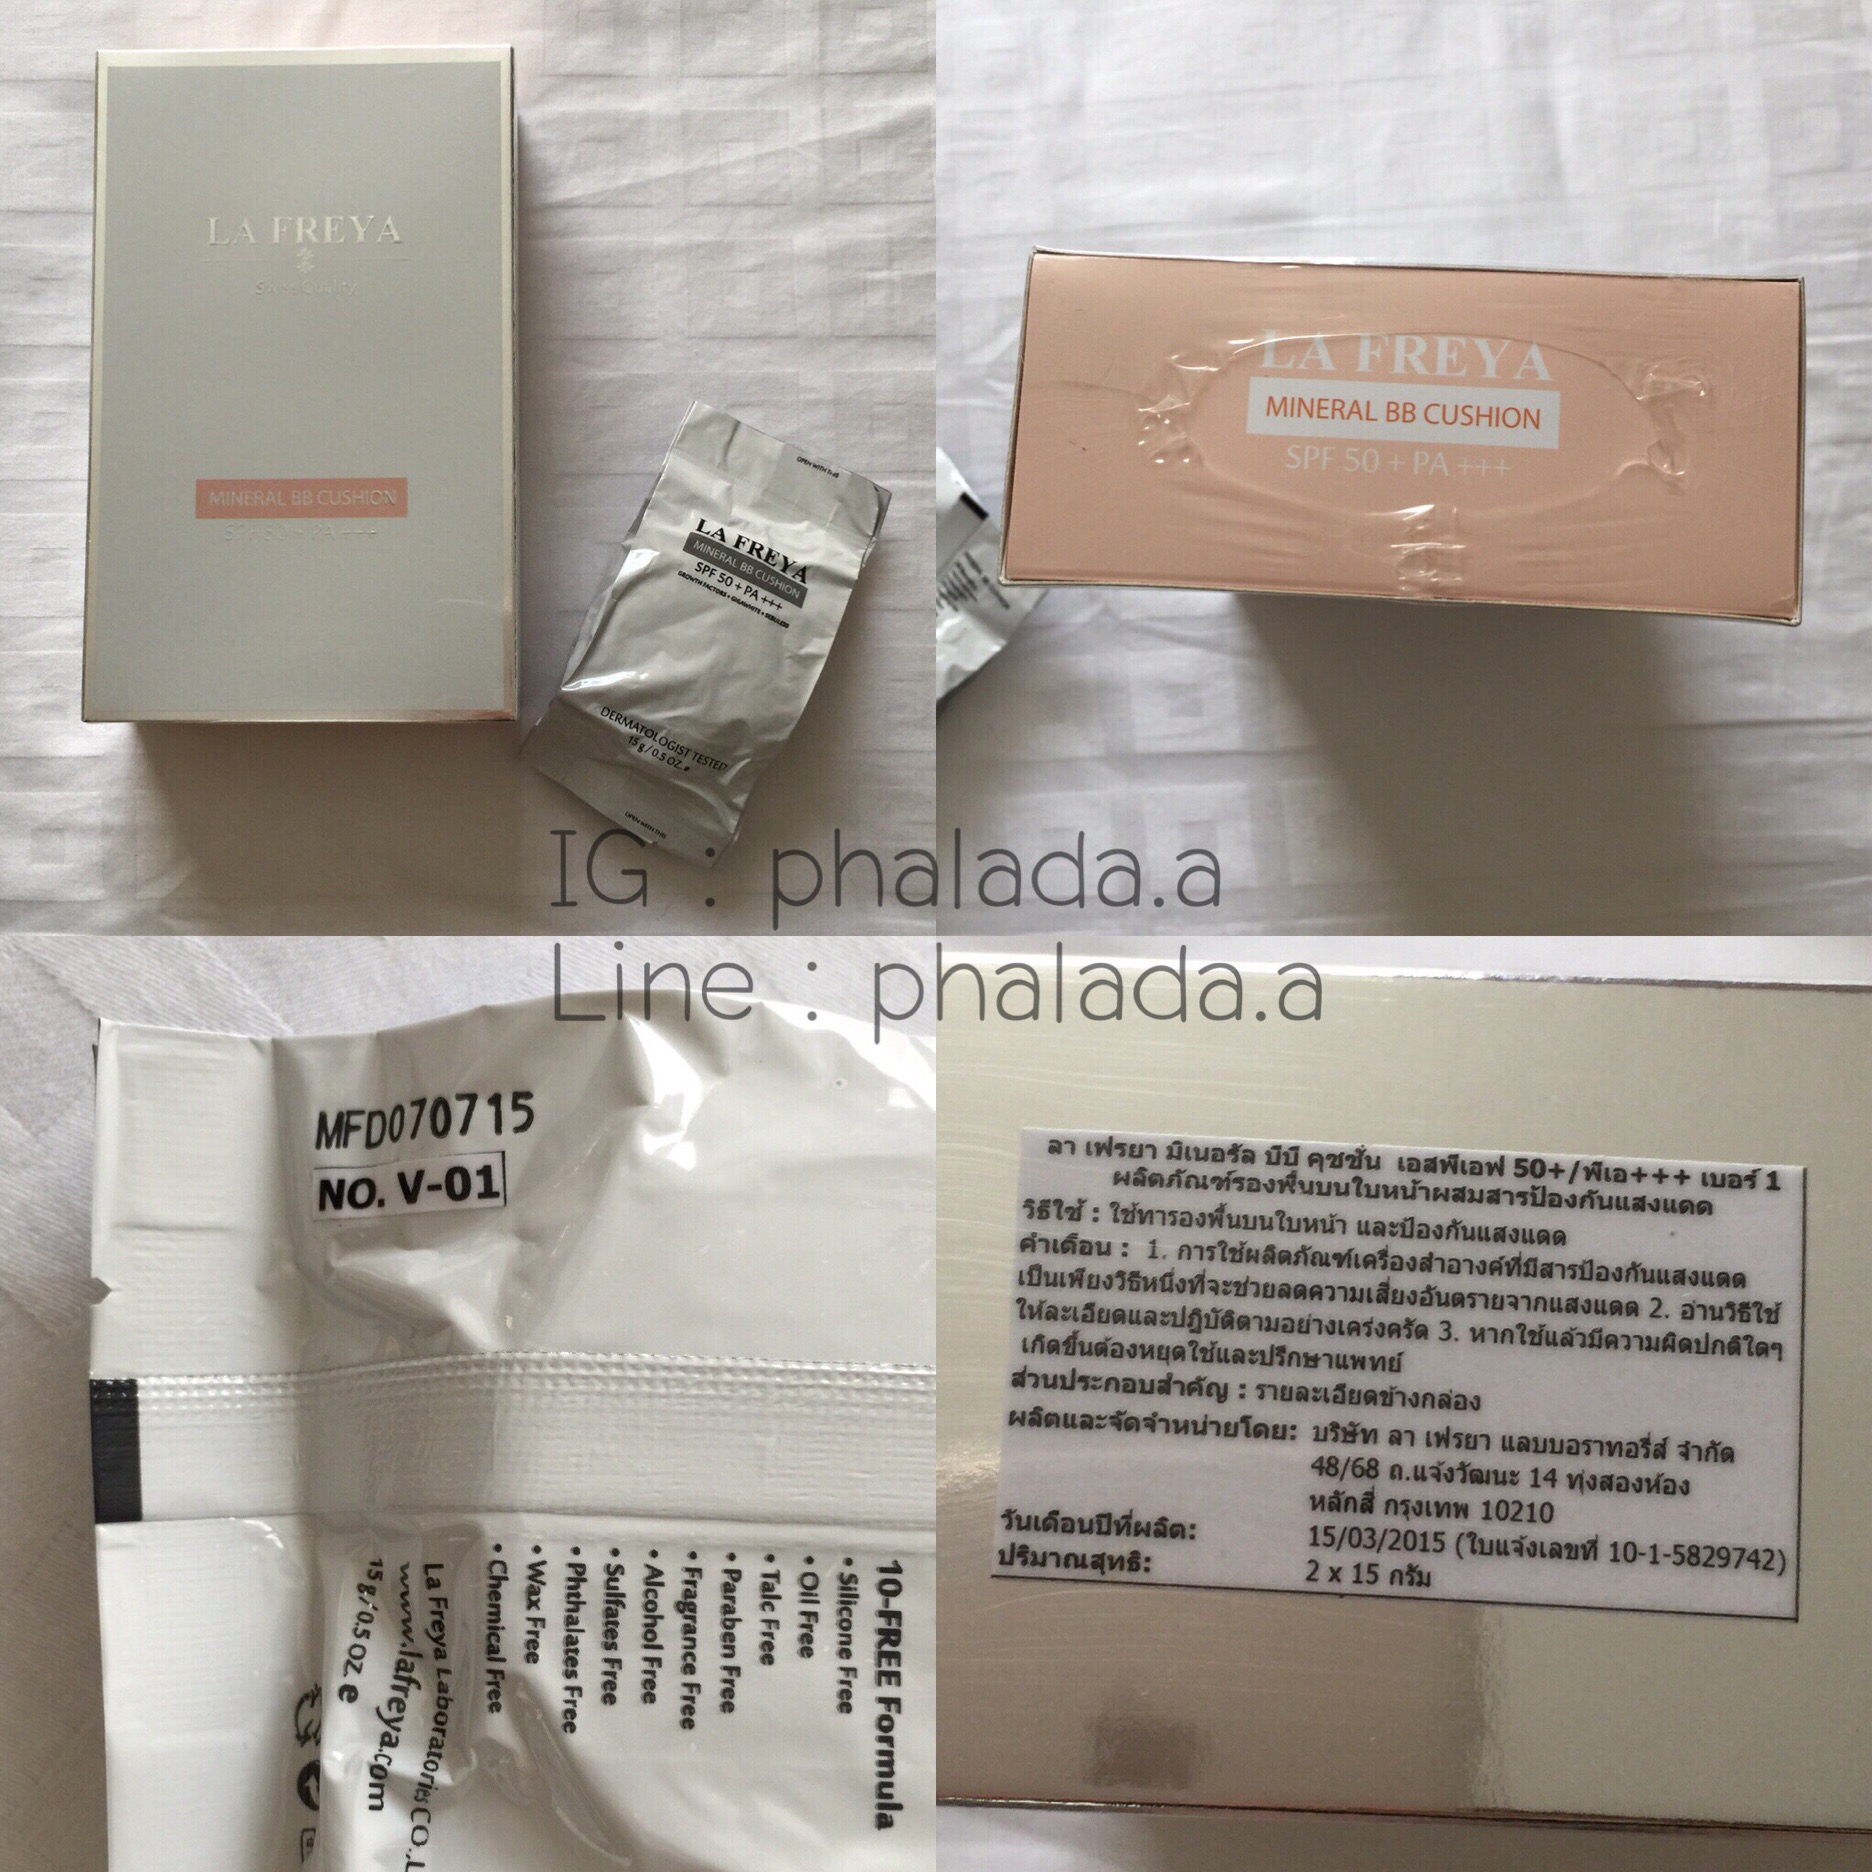 LA FREYA
Swiss Quality
MINERAL BB CUSHION
SPF 50 + PA +++
OPEN WITH THIS
LA FREYA
MINERAL BB CUSHION
SPF 50 + PA +++
GROWTH FACTORS + GIGAWHITE + SEBULESS
DERMATOLOGIST TESTED
15 g / 0.5 OZ. e
OPEN WITH THIS
LA FREYA
MINERAL BB CUSHION
SPF 50 + PA +++
IG : phalada.a
Line : phalada.a
MFD070715
NO. V-01
10-FREE Formula
• Silicone Free
• Oil Free
• Talc Free
• Paraben Free
• Fragrance Free
• Alcohol Free
• Sulfates Free
• Phthalates Free
• Wax Free
• Chemical Free
La Freya Laboratories CO.,L
www.lafreya.com
15 g / 0.5 OZ e
ลา เฟรยา มิเนอรัล บีบี คุชชั่น เอสพีเอฟ 50+/พีเอ+++ เบอร์ 1
ผลิตภัณฑ์รองพื้นบนใบหน้าผสมสารป้องกันแสงแดด
วิธีใช้ : ใช้ทารองพื้นบนใบหน้า และป้องกันแสงแดด
คำเตือน : 1. การใช้ผลิตภัณฑ์เครื่องสำอางค์ที่มีสารป้องกันแสงแดด
เป็นเพียงวิธีหนึ่งที่จะช่วยลดความเสี่ยงอันตรายจากแสงแดด 2. อ่านวิธีใช้
ให้ละเอียดและปฏิบัติตามอย่างเคร่งครัด 3. หากใช้แล้วมีความผิดปกติใดๆ
เกิดขึ้นต้องหยุดใช้และปรึกษาแพทย์
ส่วนประกอบสำคัญ : รายละเอียดข้างกล่อง
ผลิตและจัดจำหน่ายโดย: บริษัท ลา เฟรยา แลบบอราทอรี่ส์ จำกัด
48/68 ถ.แจ้งวัฒนะ 14 ทุ่งสองห้อง
หลักสี่ กรุงเทพ 10210
วันเดือนปีที่ผลิต: 15/03/2015 (ใบแจ้งเลขที่ 10-1-5829742)
ปริมาณสุทธิ: 2 x 15 กรัม